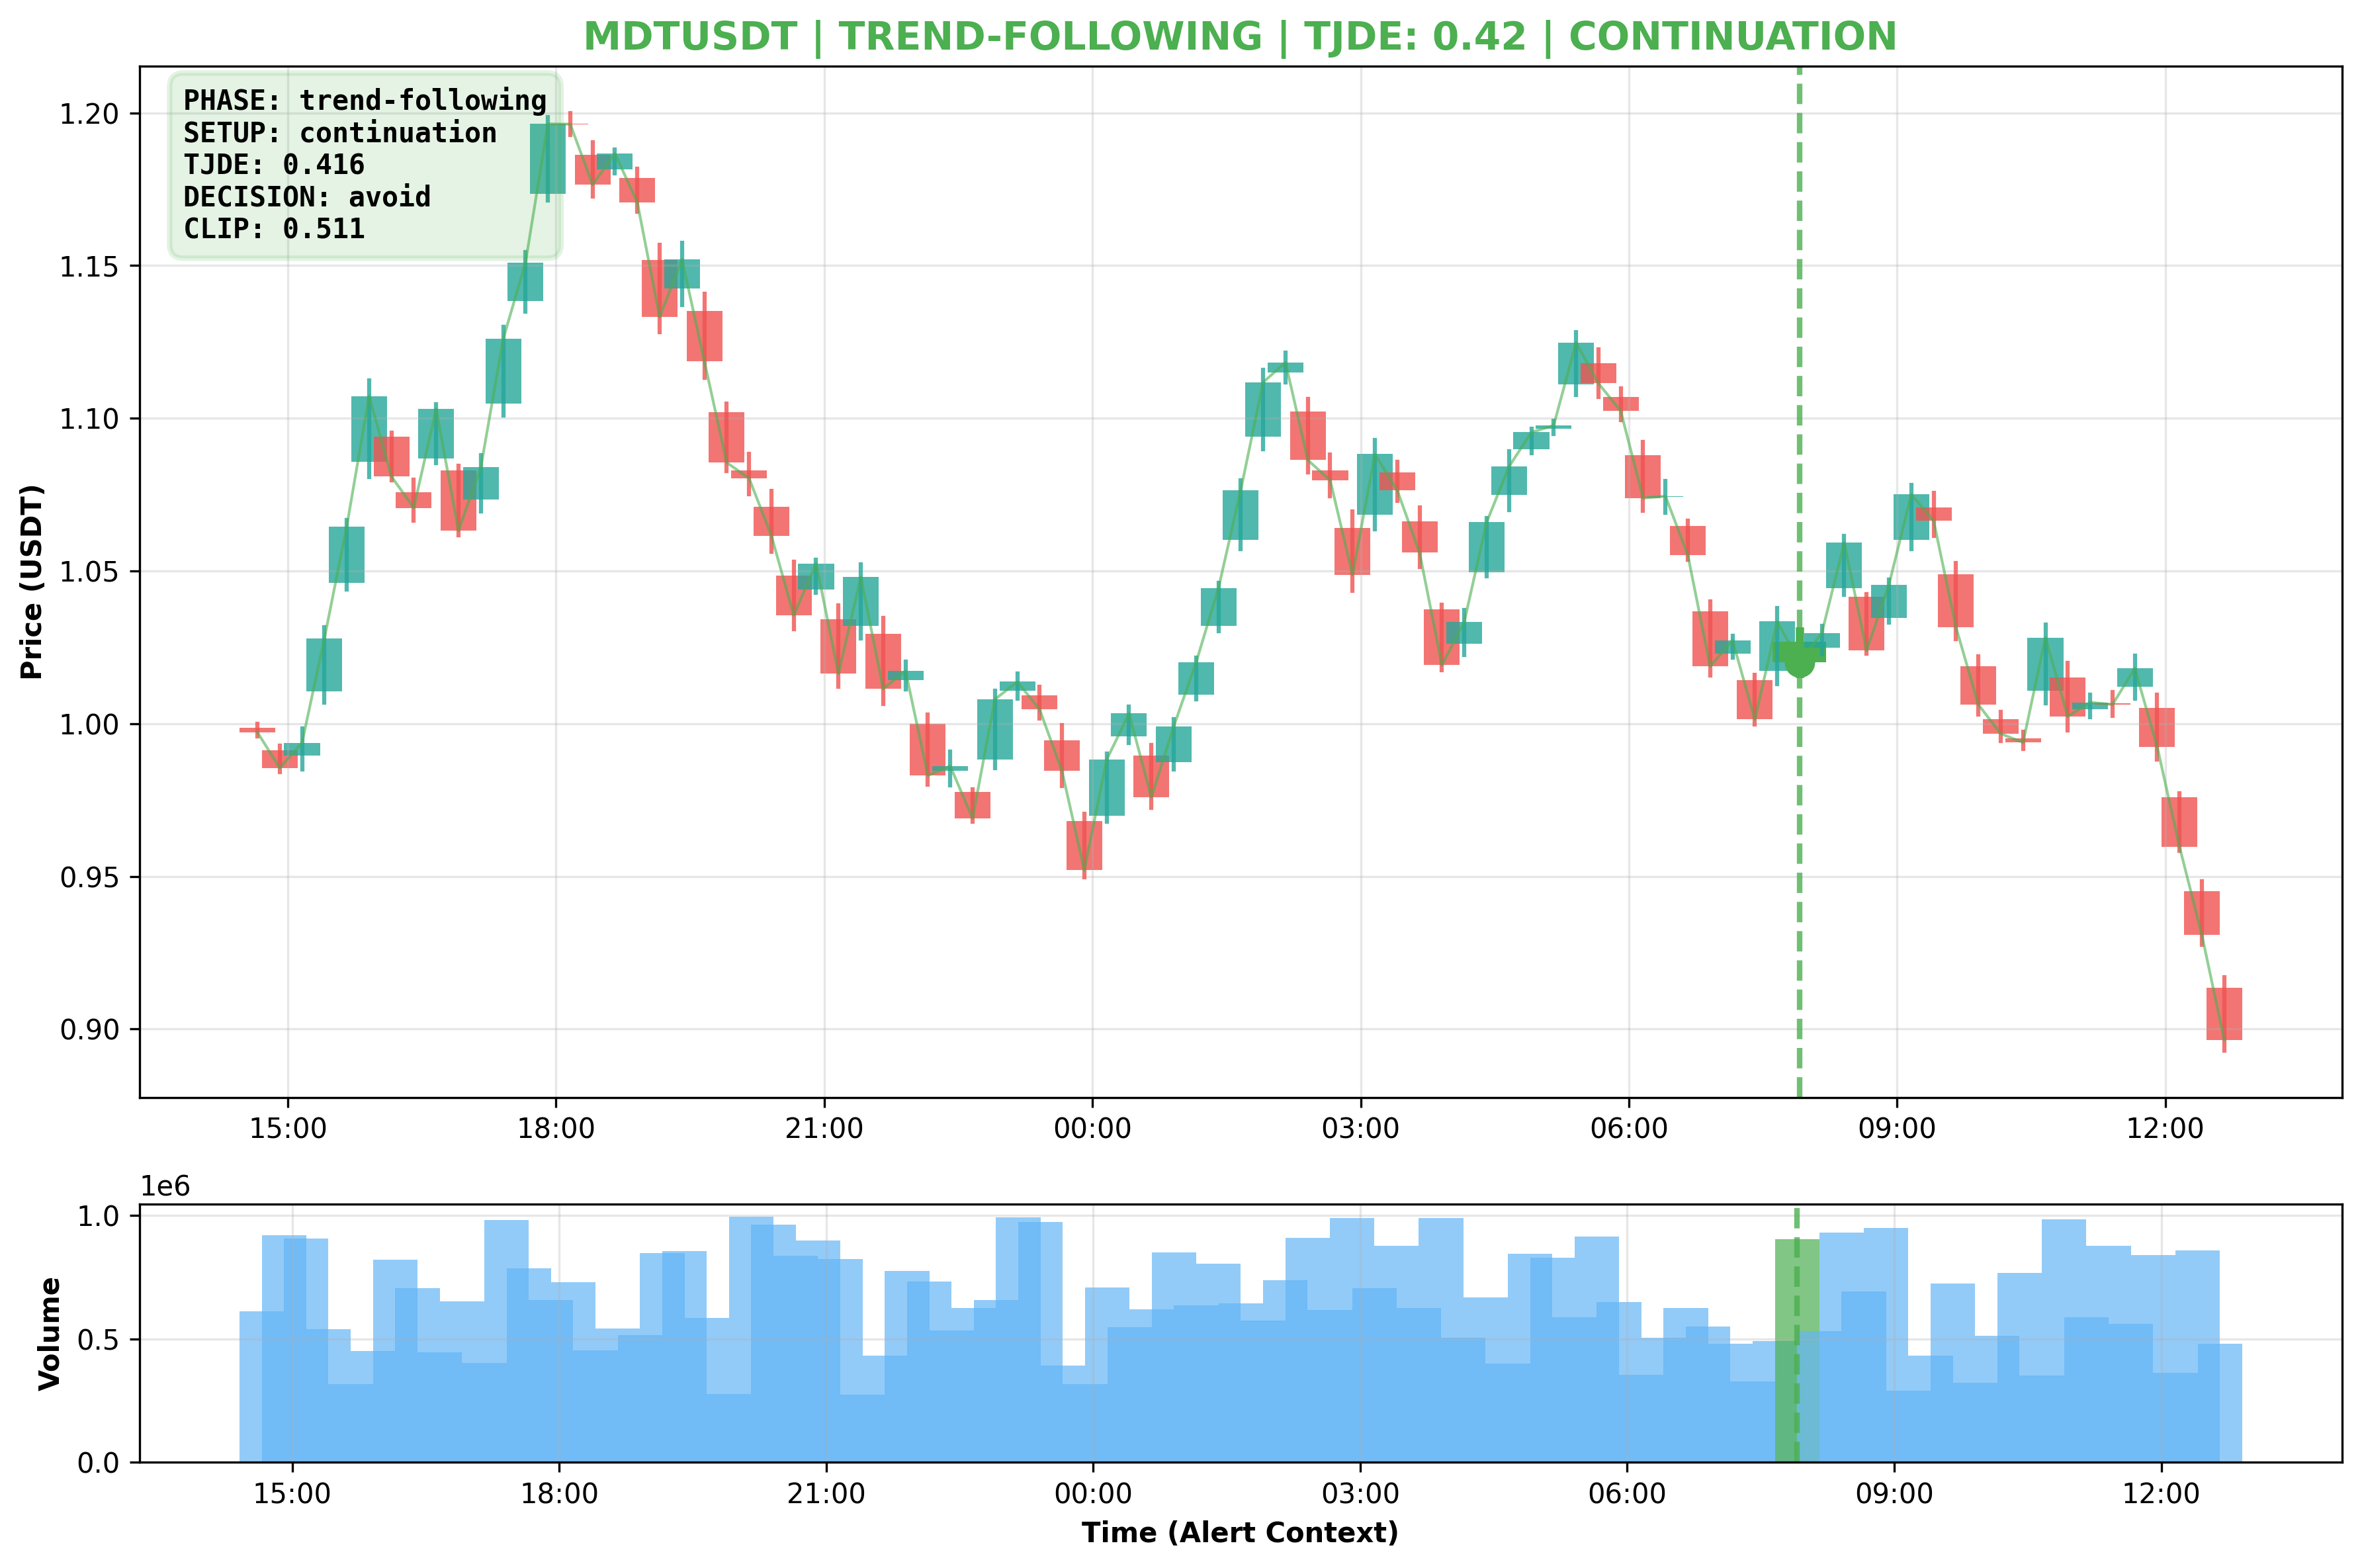 MDTUSDT | TREND-FOLLOWING | TJDE: 0.42 | CONTINUATION
PHASE: trend-following
SETUP: continuation
TJDE: 0.416
DECISION: avoid
CLIP: 0.511
Price (USDT)
1.20
1.15
1.10
1.05
1.00
0.95
0.90
15:00 18:00 21:00 00:00 03:00 06:00 09:00 12:00
1e6
Volume
1.0
0.5
0.0
15:00 18:00 21:00 00:00 03:00 06:00 09:00 12:00
Time (Alert Context)